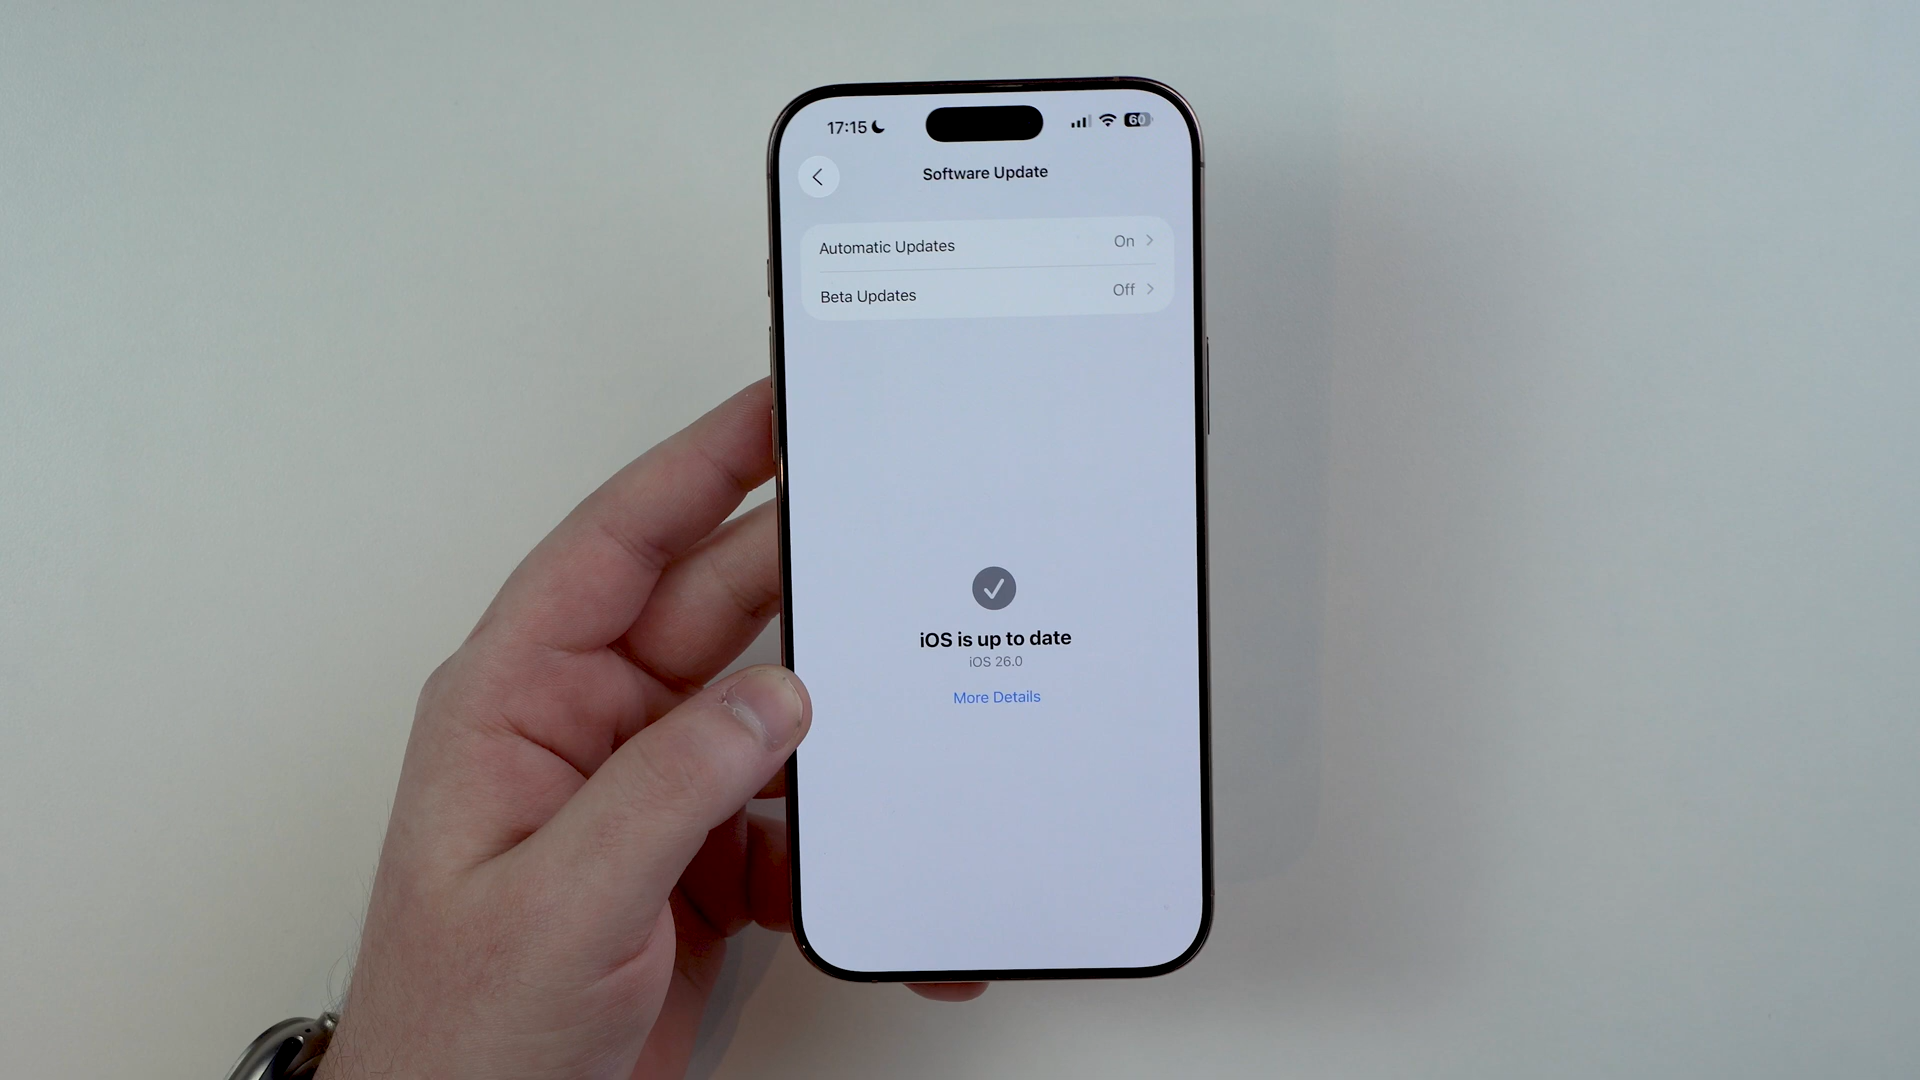 17:15
60
Software Update
Automatic Updates On
Beta Updates Off
iOS is up to date
iOS 26.0
More Details